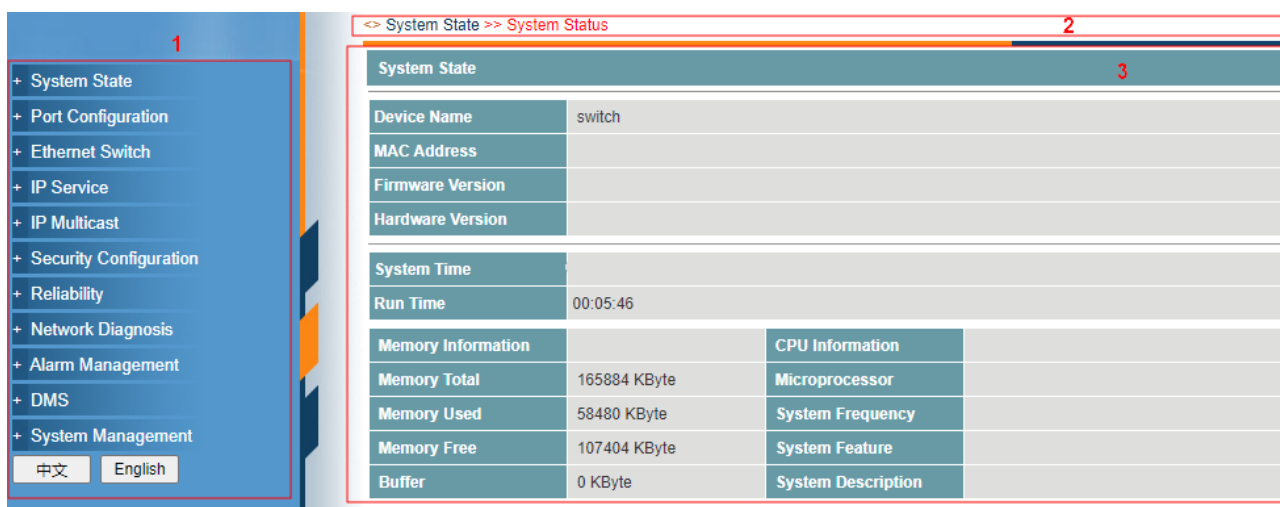 1
+ System State
+ Port Configuration
+ Ethernet Switch
+ IP Service
+ IP Multicast
+ Security Configuration
+ Reliability
+ Network Diagnosis
+ Alarm Management
+ DMS
+ System Management
中文 English
<> System State >> System Status 2
System State 3
Device Name switch
MAC Address
Firmware Version
Hardware Version
System Time
Run Time 00:05:46
Memory Information CPU Information
Memory Total 165884 KByte Microprocessor
Memory Used 58480 KByte System Frequency
Memory Free 107404 KByte System Feature
Buffer 0 KByte System Description